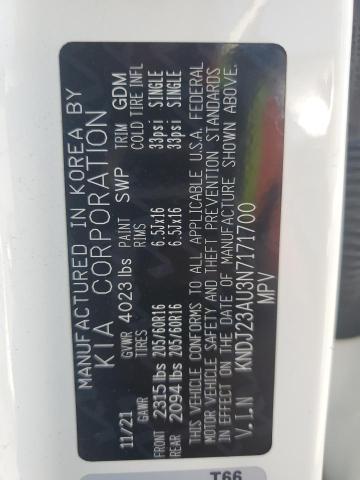 MANUFACTURED IN KOREA BY
KIA CORPORATION
11/21 GVWR 4023 lbs PAINT SWP TRIM GDM
GAWR TIRES RIMS COLD TIRE INFL
FRONT 2315 lbs 205/60R16 6.5Jx16 33psi SINGLE
REAR 2094 lbs 205/60R16 6.5Jx16 33psi SINGLE
THIS VEHICLE CONFORMS TO ALL APPLICABLE U.S.A. FEDERAL
MOTOR VEHICLE SAFETY AND THEFT PREVENTION STANDARDS
IN EFFECT ON THE DATE OF MANUFACTURE SHOWN ABOVE.
V.I.N KNDJ23AU3N7171700
MPV
T66